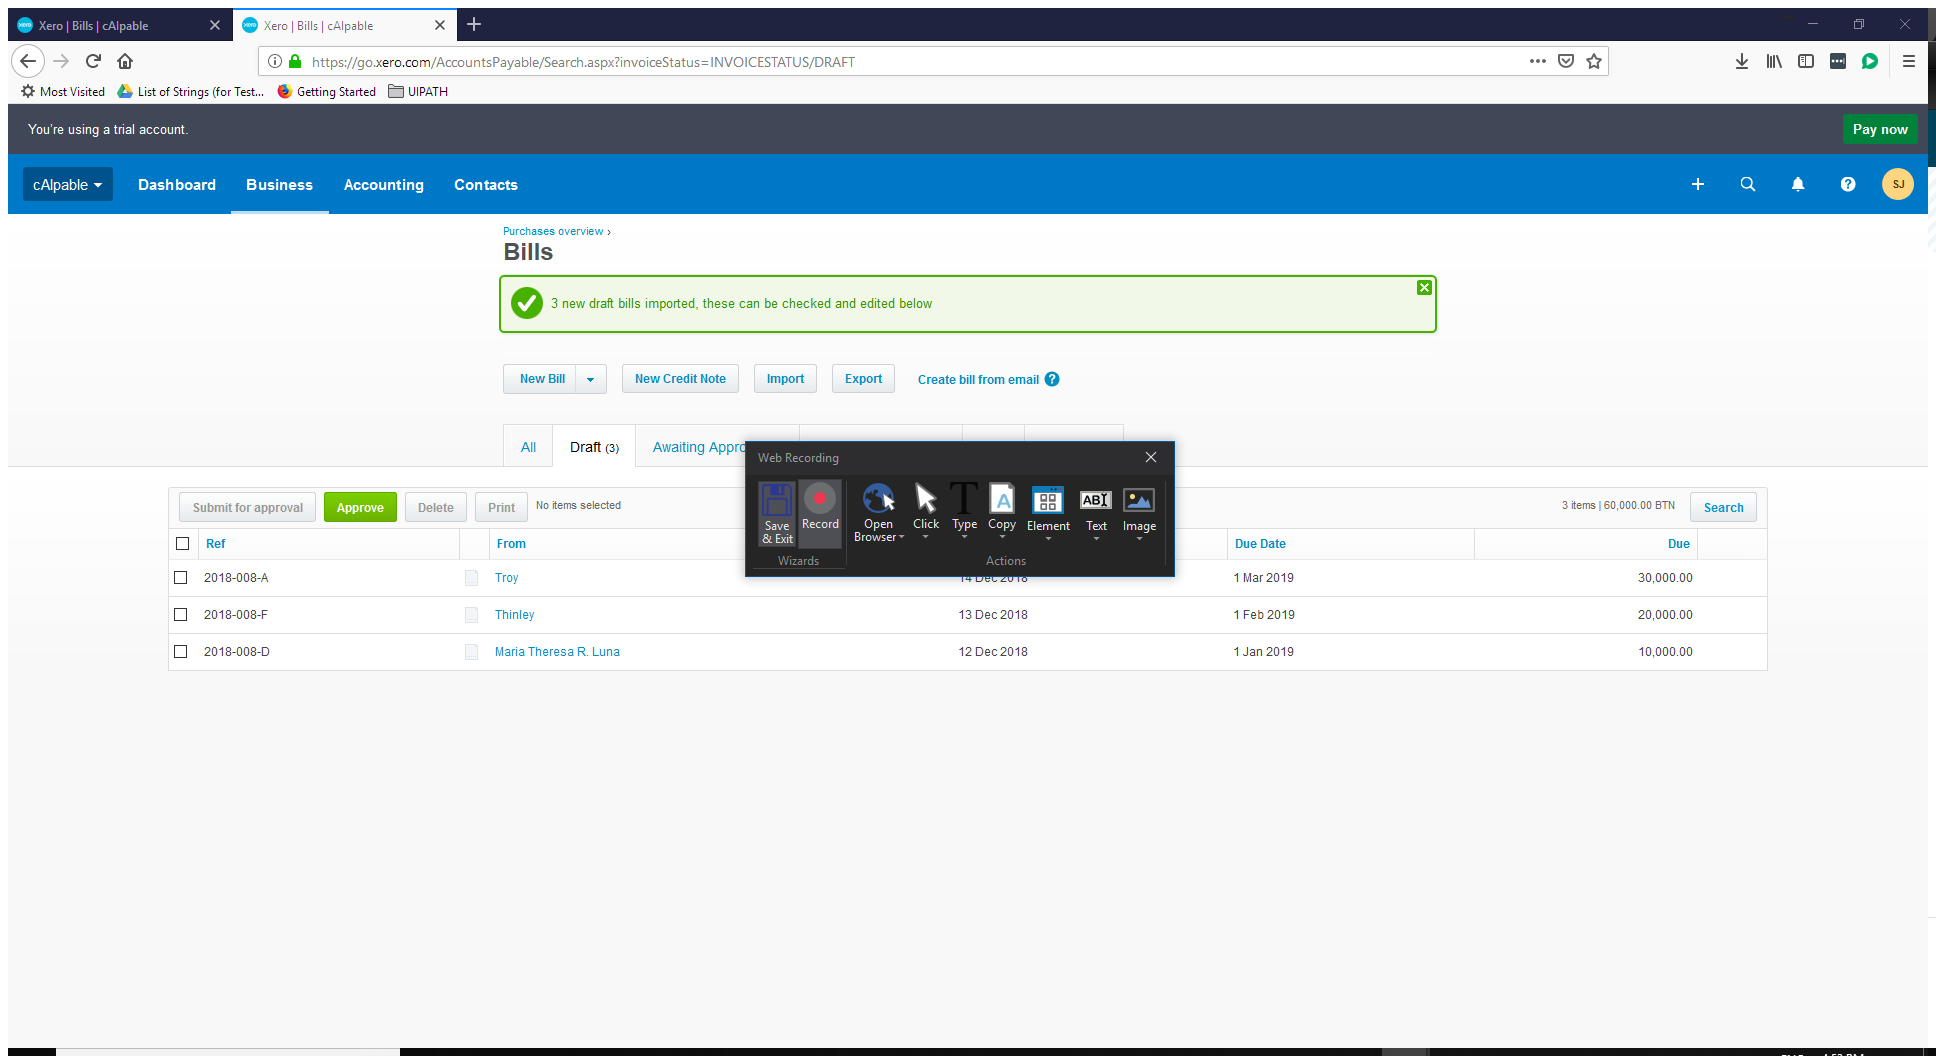 Xero | Bills | cAlpable
Xero | Bills | cAlpable
https://go.xero.com/AccountsPayable/Search.aspx?invoiceStatus=INVOICESTATUS/DRAFT
Most Visited
List of Strings (for Test...
Getting Started
UIPATH
You're using a trial account.
Pay now
cAlpable
Dashboard
Business
Accounting
Contacts
SJ
Purchases overview ›
Bills
3 new draft bills imported, these can be checked and edited below
New Bill
New Credit Note
Import
Export
Create bill from email
All
Draft (3)
Awaiting Appro
Web Recording
Save & Exit
Record
Open Browser
Click
Type
Copy
Element
Text
Image
Wizards
Actions
Submit for approval
Approve
Delete
Print
No items selected
3 items | 60,000.00 BTN
Search
Ref
From
Due Date
Due
2018-008-A
Troy
14 Dec 2018
1 Mar 2019
30,000.00
2018-008-F
Thinley
13 Dec 2018
1 Feb 2019
20,000.00
2018-008-D
Maria Theresa R. Luna
12 Dec 2018
1 Jan 2019
10,000.00